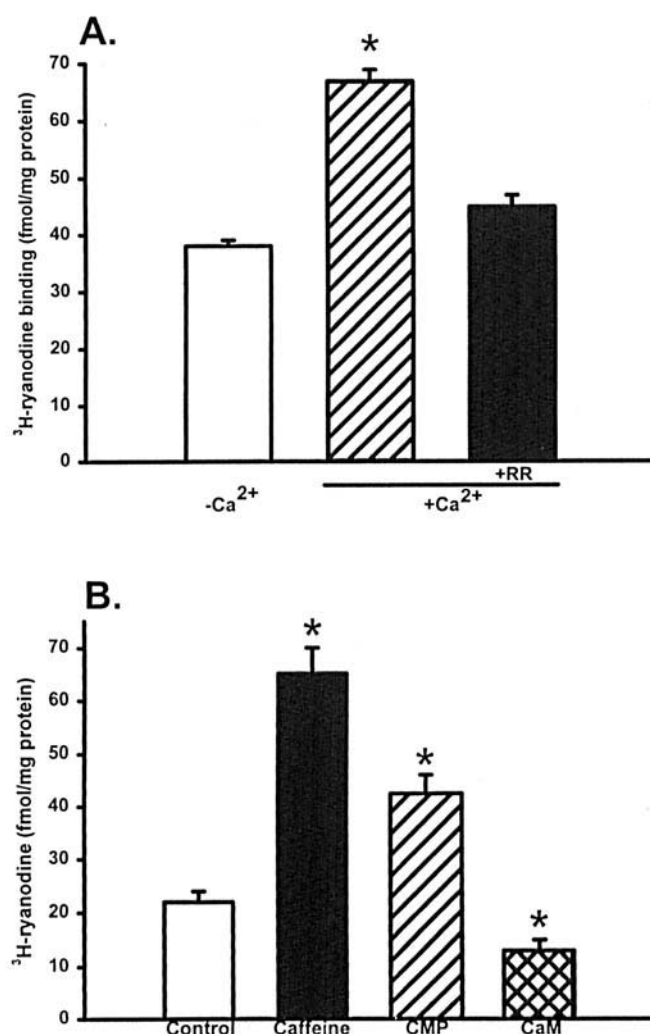 A.
*
70
60
50
40
30
20
10
0
³H-ryanodine binding (fmol/mg protein)
+RR
-Ca²⁺
+Ca²⁺
B.
*
*
*
70
60
50
40
30
20
10
0
³H-ryanodine (fmol/mg protein)
Control Caffeine CMP CaM